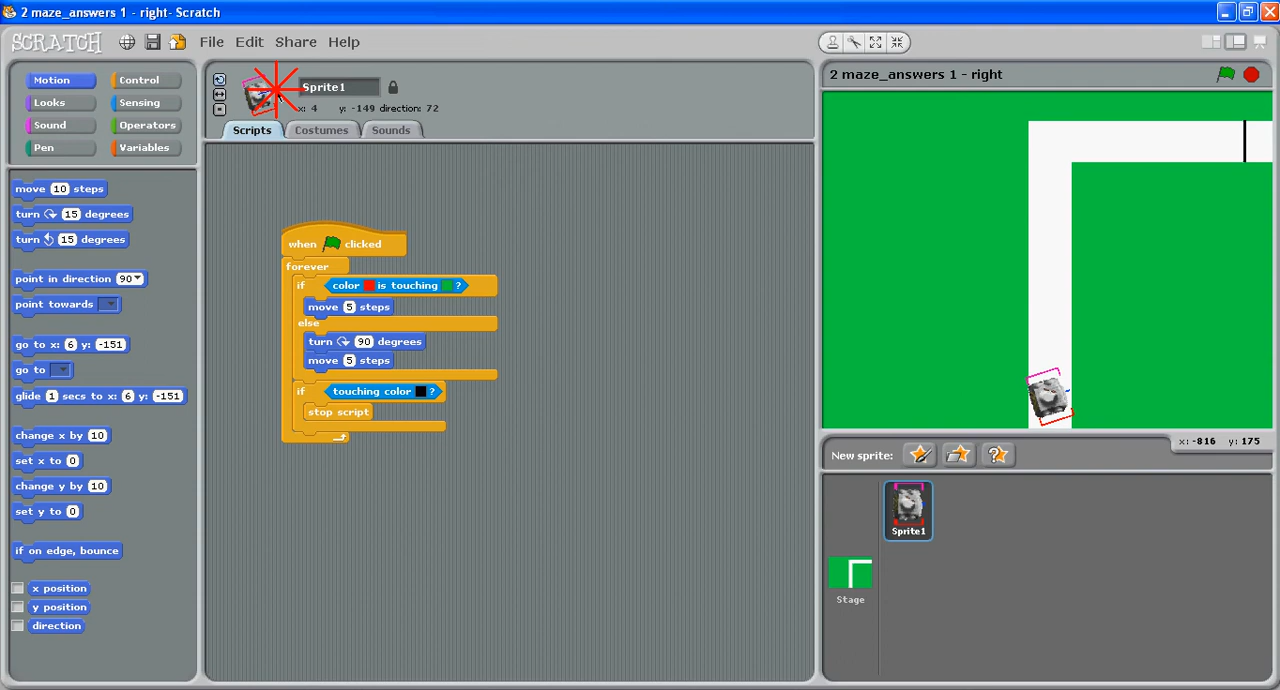 2 maze_answers 1 - right- Scratch
SCRATCH File Edit Share Help
Motion Control
Looks Sensing
Sound Operators
Pen Variables
move 10 steps
turn 15 degrees
turn 15 degrees
point in direction 90
point towards
go to x: 6 y: -151
go to
glide 1 secs to x: 6 y: -151
change x by 10
set x to 0
change y by 10
set y to 0
if on edge, bounce
x position
y position
direction
Sprite1
x: 4 y: -149 direction: 72
Scripts Costumes Sounds
when clicked
forever
if color is touching ?
move 5 steps
else
turn 90 degrees
move 5 steps
if touching color ?
stop script
2 maze_answers 1 - right
x: -816 y: 175
New sprite:
Sprite1
Stage